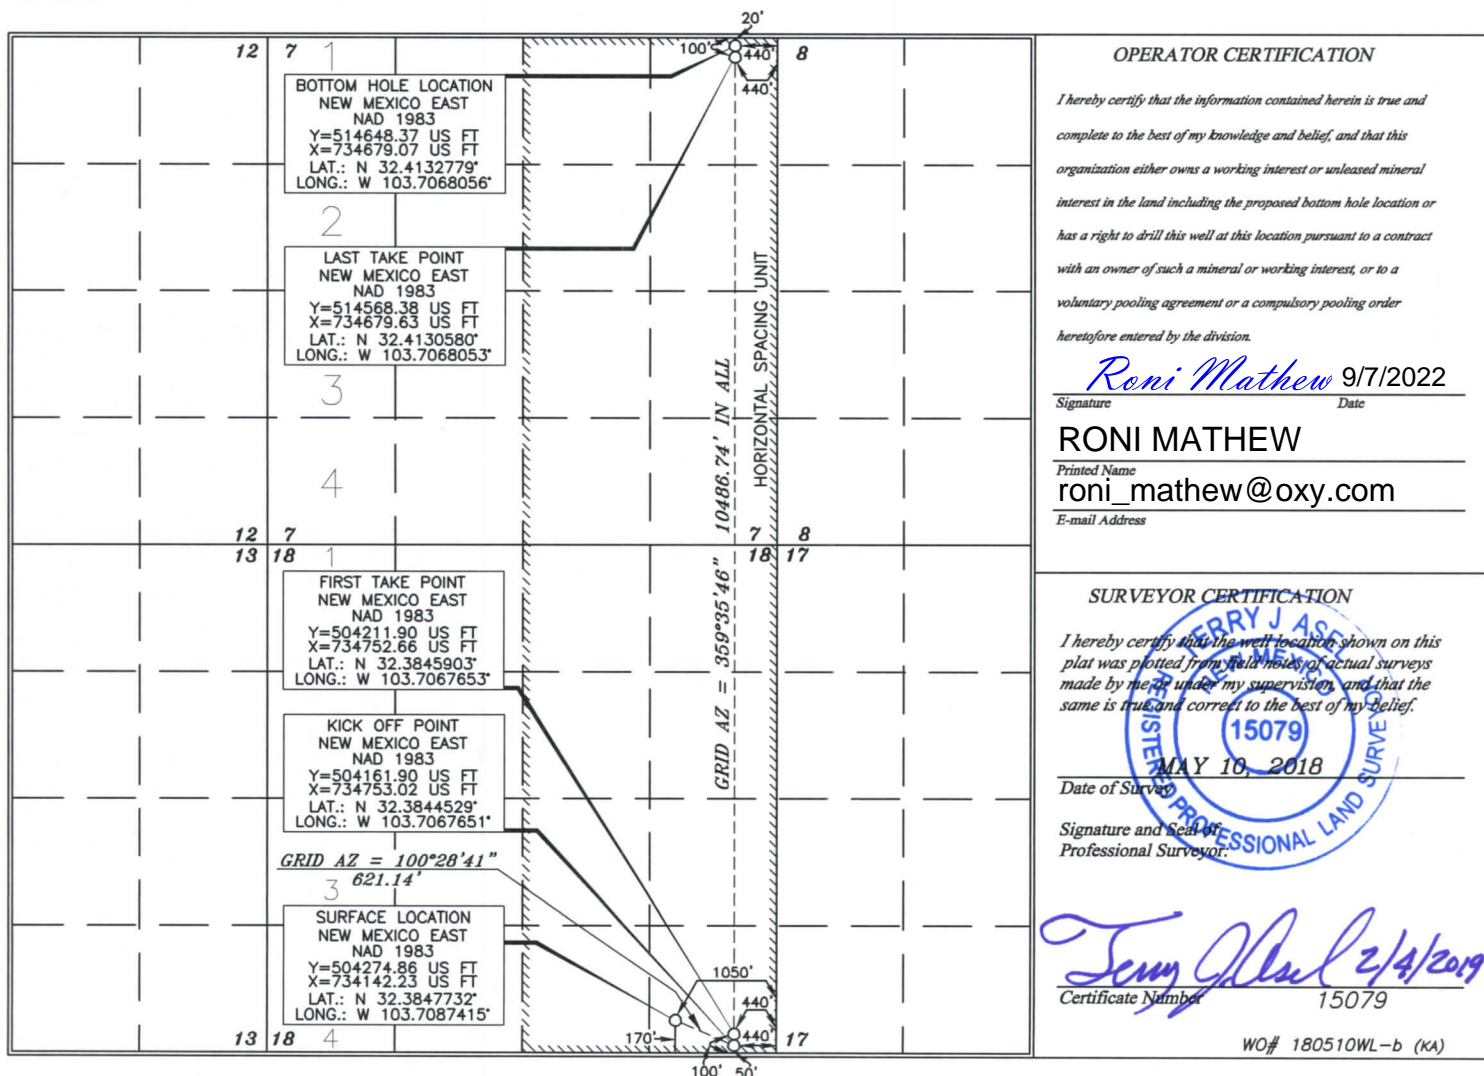 20'
12 7 1
100' 440' 8
440'
BOTTOM HOLE LOCATION
NEW MEXICO EAST
NAD 1983
Y=514648.37 US FT
X=734679.07 US FT
LAT.: N 32.4132779°
LONG.: W 103.7068056°
2
LAST TAKE POINT
NEW MEXICO EAST
NAD 1983
Y=514568.38 US FT
X=734679.63 US FT
LAT.: N 32.4130580°
LONG.: W 103.7068053°
3
4
HORIZONTAL SPACING UNIT
GRID AZ = 359°35'46" 10486.74' IN ALL
12 7 7 8
13 18 1 18 17
FIRST TAKE POINT
NEW MEXICO EAST
NAD 1983
Y=504211.90 US FT
X=734752.66 US FT
LAT.: N 32.3845903°
LONG.: W 103.7067653°
KICK OFF POINT
NEW MEXICO EAST
NAD 1983
Y=504161.90 US FT
X=734753.02 US FT
LAT.: N 32.3844529°
LONG.: W 103.7067651°
GRID AZ = 100°28'41"
621.14'
3
SURFACE LOCATION
NEW MEXICO EAST
NAD 1983
Y=504274.86 US FT
X=734142.23 US FT
LAT.: N 32.3847732°
LONG.: W 103.7087415°
1050'
440'
13 18 4 170' 440' 17
100' 50'
OPERATOR CERTIFICATION
I hereby certify that the information contained herein is true and
complete to the best of my knowledge and belief, and that this
organization either owns a working interest or unleased mineral
interest in the land including the proposed bottom hole location or
has a right to drill this well at this location pursuant to a contract
with an owner of such a mineral or working interest, or to a
voluntary pooling agreement or a compulsory pooling order
heretofore entered by the division.
Roni Mathew 9/7/2022
Signature Date
RONI MATHEW
Printed Name
roni_mathew@oxy.com
E-mail Address
SURVEYOR CERTIFICATION
I hereby certify that the well location shown on this
plat was plotted from field notes of actual surveys
made by me or under my supervision, and that the
same is true and correct to the best of my belief.
TERRY J ASEL
NEW MEXICO
15079
REGISTERED PROFESSIONAL LAND SURVEYOR
MAY 10, 2018
Date of Survey
Signature and Seal of
Professional Surveyor:
Terry J Asel 2/4/2019
Certificate Number 15079
WO# 180510WL-b (KA)